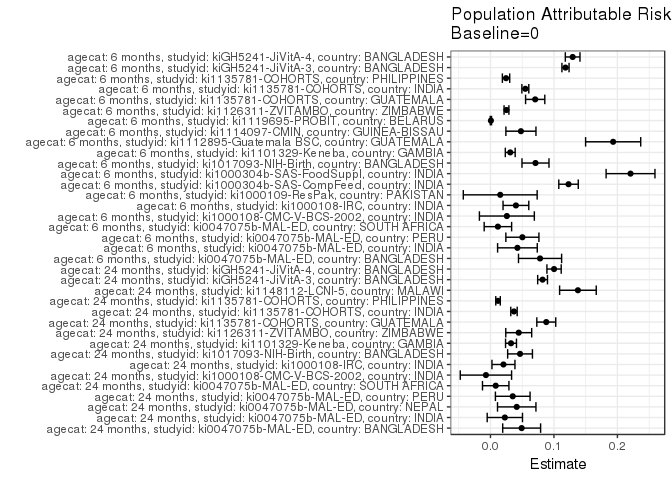 Population Attributable Risk
Baseline=0
agecat: 6 months, studyid: kiGH5241-JiVitA-4, country: BANGLADESH
agecat: 6 months, studyid: kiGH5241-JiVitA-3, country: BANGLADESH
agecat: 6 months, studyid: ki1135781-COHORTS, country: PHILIPPINES
agecat: 6 months, studyid: ki1135781-COHORTS, country: INDIA
agecat: 6 months, studyid: ki1135781-COHORTS, country: GUATEMALA
agecat: 6 months, studyid: ki1126311-ZVITAMBO, country: ZIMBABWE
agecat: 6 months, studyid: ki1119695-PROBIT, country: BELARUS
agecat: 6 months, studyid: ki1114097-CMIN, country: GUINEA-BISSAU
agecat: 6 months, studyid: ki1112895-Guatemala BSC, country: GUATEMALA
agecat: 6 months, studyid: ki1101329-Keneba, country: GAMBIA
agecat: 6 months, studyid: ki1017093-NIH-Birth, country: BANGLADESH
agecat: 6 months, studyid: ki1000304b-SAS-FoodSuppl, country: INDIA
agecat: 6 months, studyid: ki1000304b-SAS-CompFeed, country: INDIA
agecat: 6 months, studyid: ki1000109-ResPak, country: PAKISTAN
agecat: 6 months, studyid: ki1000108-IRC, country: INDIA
agecat: 6 months, studyid: ki1000108-CMC-V-BCS-2002, country: INDIA
agecat: 6 months, studyid: ki0047075b-MAL-ED, country: SOUTH AFRICA
agecat: 6 months, studyid: ki0047075b-MAL-ED, country: PERU
agecat: 6 months, studyid: ki0047075b-MAL-ED, country: INDIA
agecat: 6 months, studyid: ki0047075b-MAL-ED, country: BANGLADESH
agecat: 24 months, studyid: kiGH5241-JiVitA-4, country: BANGLADESH
agecat: 24 months, studyid: kiGH5241-JiVitA-3, country: BANGLADESH
agecat: 24 months, studyid: ki1148112-LCNI-5, country: MALAWI
agecat: 24 months, studyid: ki1135781-COHORTS, country: PHILIPPINES
agecat: 24 months, studyid: ki1135781-COHORTS, country: INDIA
agecat: 24 months, studyid: ki1135781-COHORTS, country: GUATEMALA
agecat: 24 months, studyid: ki1126311-ZVITAMBO, country: ZIMBABWE
agecat: 24 months, studyid: ki1101329-Keneba, country: GAMBIA
agecat: 24 months, studyid: ki1017093-NIH-Birth, country: BANGLADESH
agecat: 24 months, studyid: ki1000108-IRC, country: INDIA
agecat: 24 months, studyid: ki1000108-CMC-V-BCS-2002, country: INDIA
agecat: 24 months, studyid: ki0047075b-MAL-ED, country: SOUTH AFRICA
agecat: 24 months, studyid: ki0047075b-MAL-ED, country: PERU
agecat: 24 months, studyid: ki0047075b-MAL-ED, country: NEPAL
agecat: 24 months, studyid: ki0047075b-MAL-ED, country: INDIA
agecat: 24 months, studyid: ki0047075b-MAL-ED, country: BANGLADESH
0.0 0.1 0.2
Estimate